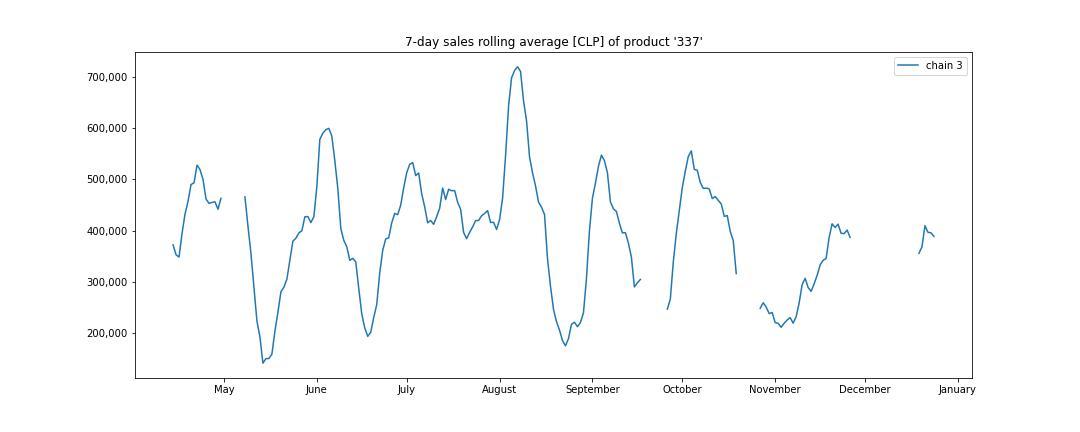 7-day sales rolling average [CLP] of product '337'
chain 3
700,000
600,000
500,000
400,000
300,000
200,000
May June July August September October November December January